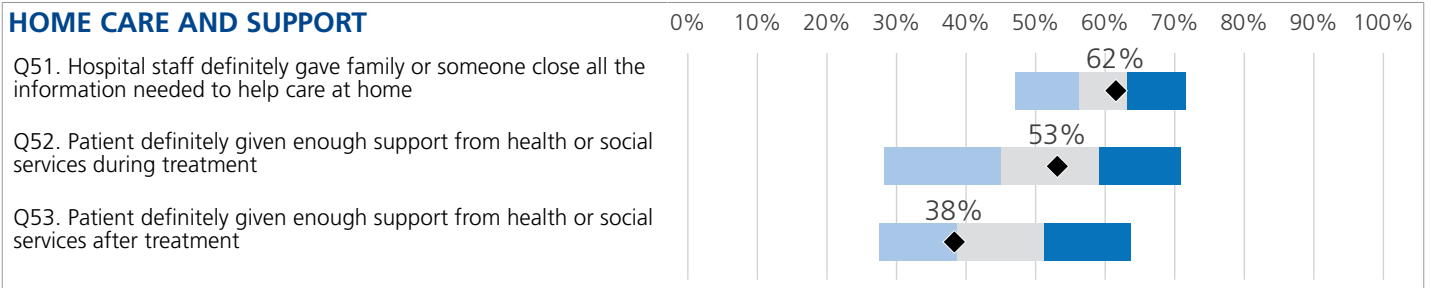 HOME CARE AND SUPPORT
0% 10% 20% 30% 40% 50% 60% 70% 80% 90% 100%
Q51. Hospital staff definitely gave family or someone close all the
information needed to help care at home
62%
Q52. Patient definitely given enough support from health or social
services during treatment
53%
Q53. Patient definitely given enough support from health or social
services after treatment
38%